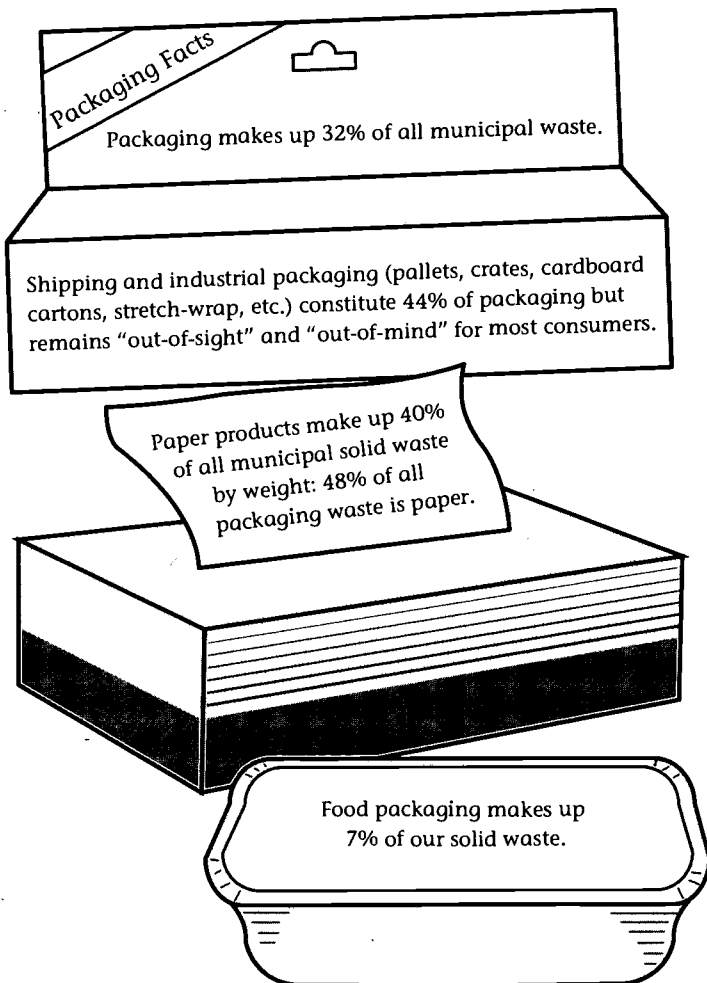 Packaging Facts
Packaging makes up 32% of all municipal waste.
Shipping and industrial packaging (pallets, crates, cardboard
cartons, stretch-wrap, etc.) constitute 44% of packaging but
remains “out-of-sight” and “out-of-mind” for most consumers.
Paper products make up 40%
of all municipal solid waste
by weight: 48% of all
packaging waste is paper.
Food packaging makes up
7% of our solid waste.